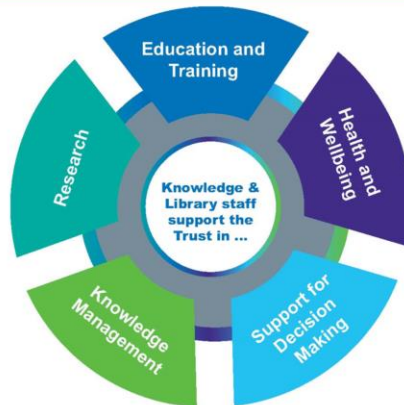 Education and
Training
Health and
Wellbeing
Support for
Decision
Making
Knowledge
Management
Research
Knowledge &
Library staff
support the
Trust in ...